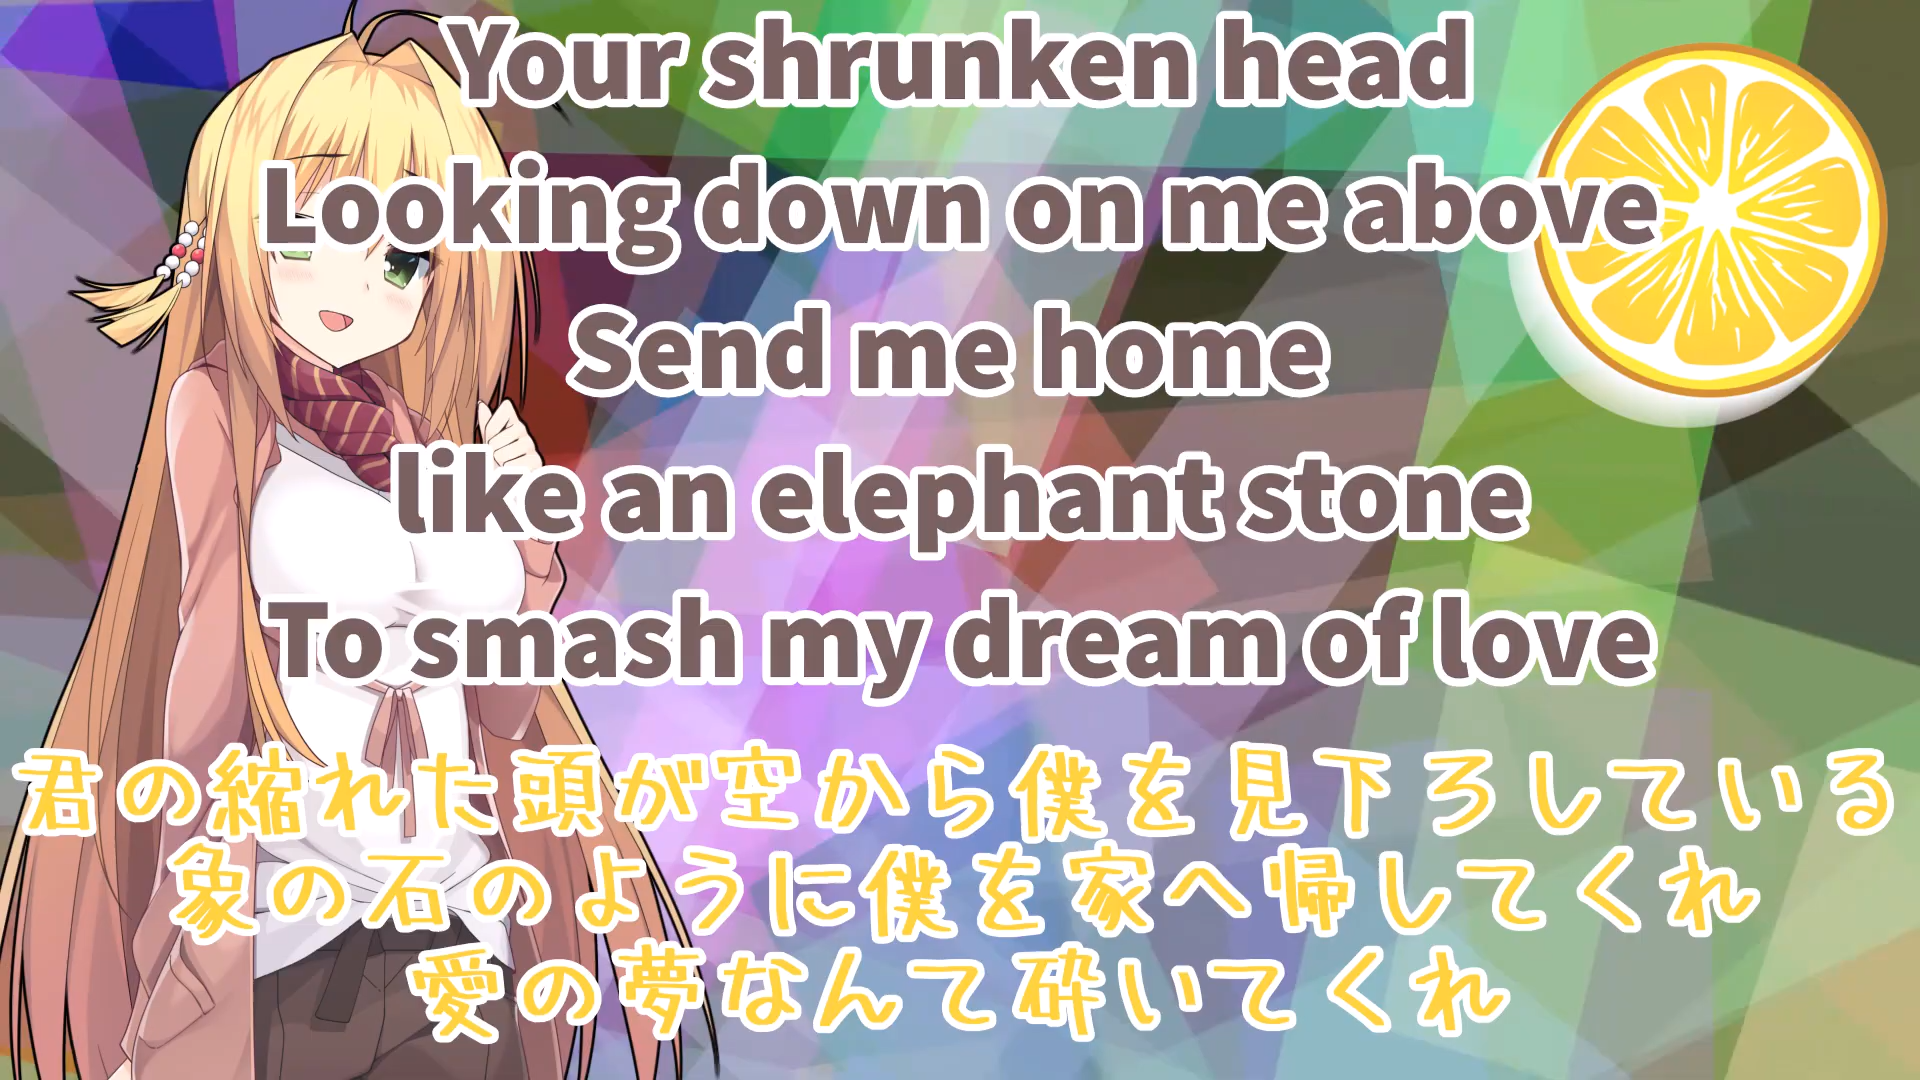 Your shrunken head
Looking down on me above
Send me home
like an elephant stone
To smash my dream of love
君の縮れた頭が空から僕を見下ろしている
象の石のように僕を家へ帰してくれ
愛の夢なんて砕いてくれ